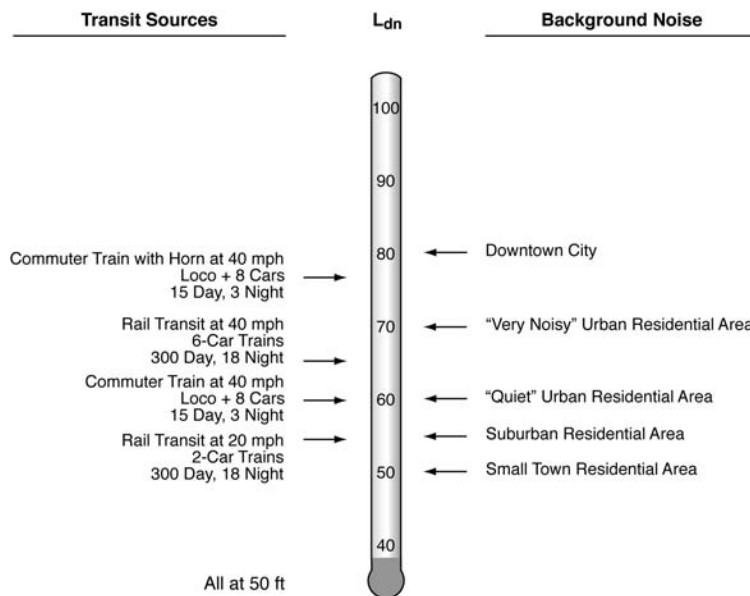 Transit Sources
Ldn
Background Noise
100
90
80
70
60
50
40
Commuter Train with Horn at 40 mph
Loco + 8 Cars
15 Day, 3 Night
Rail Transit at 40 mph
6-Car Trains
300 Day, 18 Night
Commuter Train at 40 mph
Loco + 8 Cars
15 Day, 3 Night
Rail Transit at 20 mph
2-Car Trains
300 Day, 18 Night
All at 50 ft
Downtown City
“Very Noisy” Urban Residential Area
“Quiet” Urban Residential Area
Suburban Residential Area
Small Town Residential Area